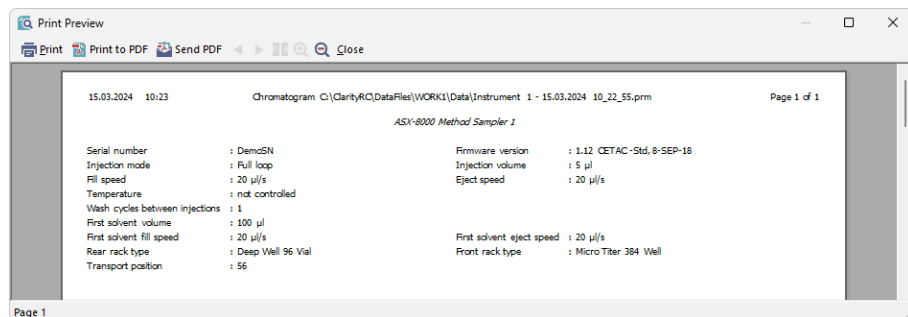 Print Preview
Print Print to PDF Send PDF Close
15.03.2024 10:23 Chromatogram C:\ClarityRC\DataFiles\WORK1\Data\Instrument 1 - 15.03.2024 10_22_55.prm Page 1 of 1
ASX-8000 Method Sampler 1
Serial number : DemoSN Firmware version : 1.12 CETAC-Std, 8-SEP-18
Injection mode : Full loop Injection volume : 5 µl
Fill speed : 20 µl/s Eject speed : 20 µl/s
Temperature : not controlled
Wash cycles between injections : 1
First solvent volume : 100 µl
First solvent fill speed : 20 µl/s First solvent eject speed : 20 µl/s
Rear rack type : Deep Well 96 Vial Front rack type : Micro Titer 384 Well
Transport position : 56
Page 1